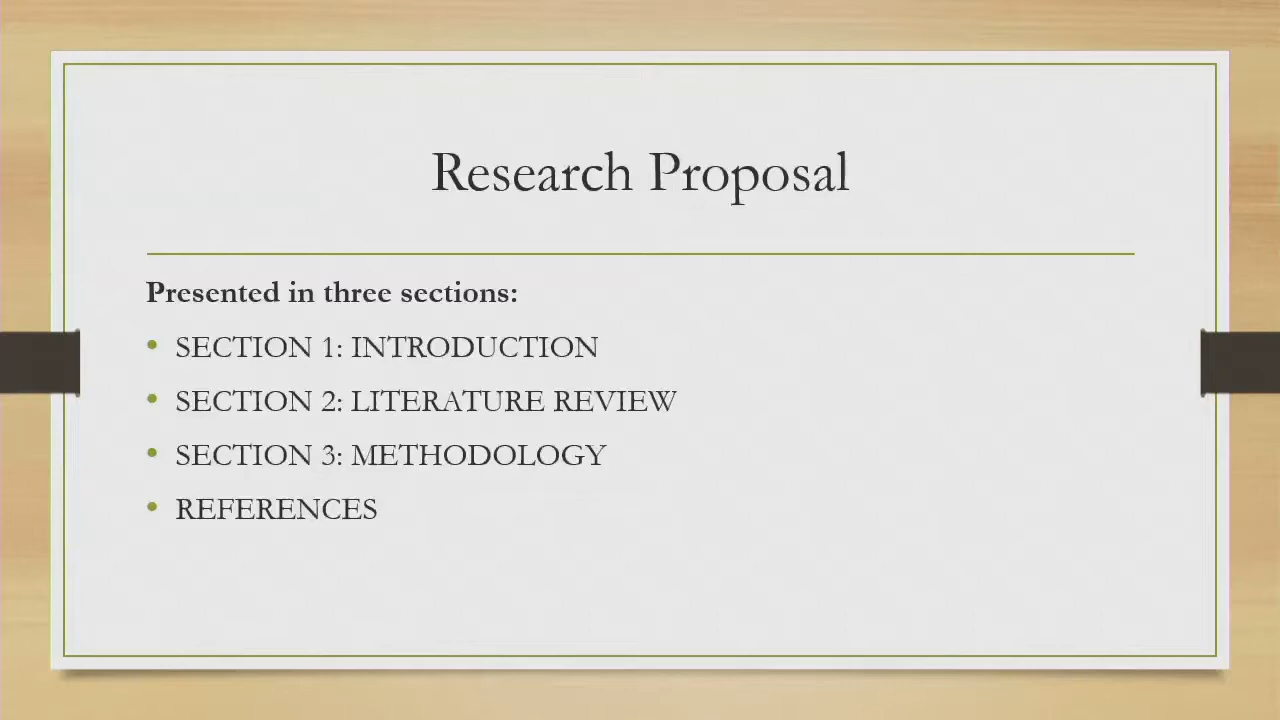 Research Proposal
Presented in three sections:
• SECTION 1: INTRODUCTION
• SECTION 2: LITERATURE REVIEW
• SECTION 3: METHODOLOGY
• REFERENCES